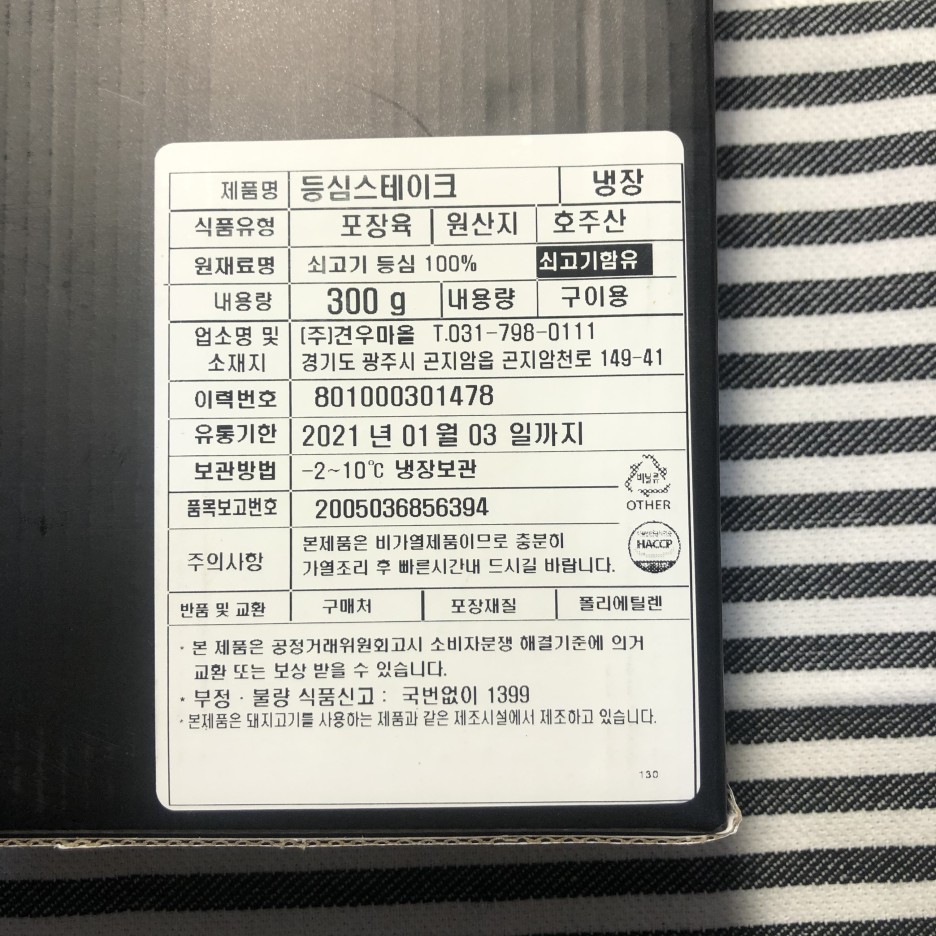 제품명 등심스테이크 냉장
식품유형 포장육 원산지 호주산
원재료명 쇠고기 등심 100% 쇠고기함유
내용량 300 g 내용량 구이용
업소명 및 [주]견우마을 T.031-798-0111
소재지 경기도 광주시 곤지암읍 곤지암천로 149-41
이력번호 801000301478
유통기한 2021 년 01 월 03 일까지
보관방법 -2~10℃ 냉장보관
비닐류
OTHER
품목보고번호 2005036856394
HACCP
주의사항 본제품은 비가열제품이므로 충분히
가열조리 후 빠른시간내 드시길 바랍니다.
반품 및 교환 구매처 포장재질 폴리에틸렌
· 본 제품은 공정거래위원회고시 소비자분쟁 해결기준에 의거
교환 또는 보상 받을 수 있습니다.
* 부정 · 불량 식품신고 : 국번없이 1399
· 본제품은 돼지고기를 사용하는 제품과 같은 제조시설에서 제조하고 있습니다.
130